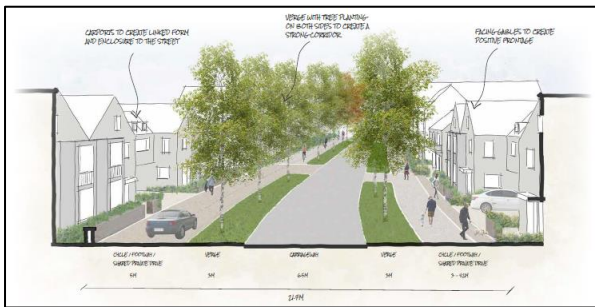 CARPORTS TO CREATE LINKED FORM
AND ENCLOSURE TO THE STREET
VERGE WITH TREE PLANTING
ON BOTH SIDES TO CREATE A
STRONG CORRIDOR
FACING GABLES TO CREATE
POSITIVE FRONTAGE
CYCLE / FOOTWAY /
SHARED PRIVATE DRIVE
VERGE
CARRIAGEWAY
VERGE
CYCLE / FOOTWAY /
SHARED PRIVATE DRIVE
3M
6.5M
3M